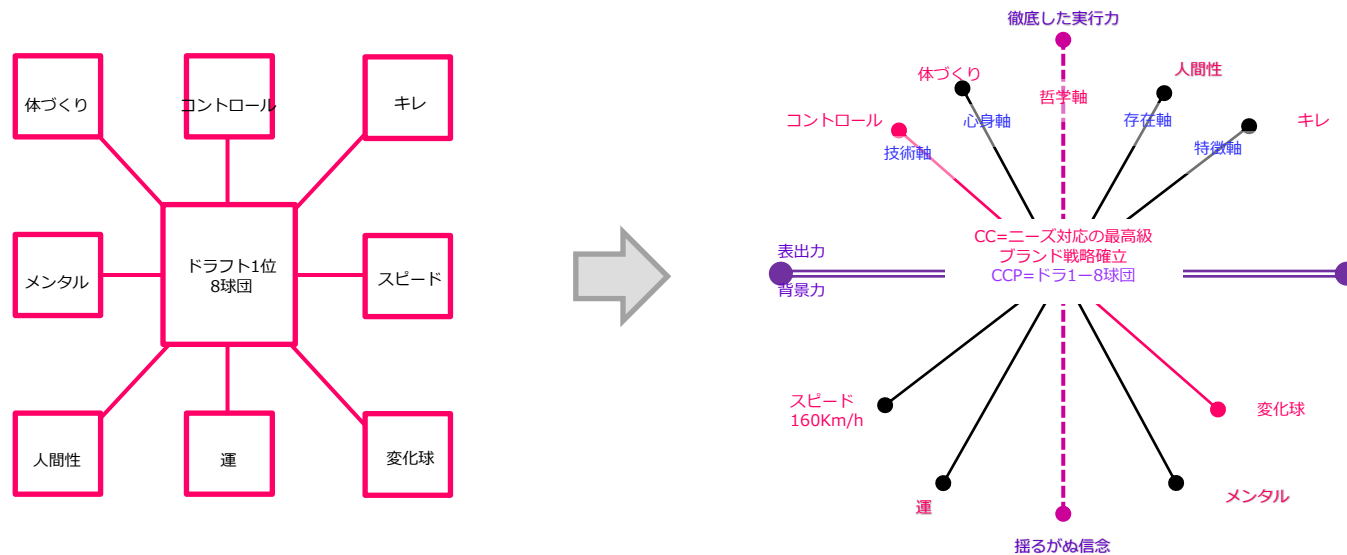 体づくり
コントロール
キレ
メンタル
ドラフト1位
8球団
スピード
人間性
運
変化球
徹底した実行力
体づくり
人間性
哲学軸
コントロール
心身軸
存在軸
キレ
技術軸
特徴軸
CC=ニーズ対応の最高級
ブランド戦略確立
CCP=ドラ1ー8球団
表出力
背景力
スピード
160Km/h
変化球
運
メンタル
揺るがぬ信念